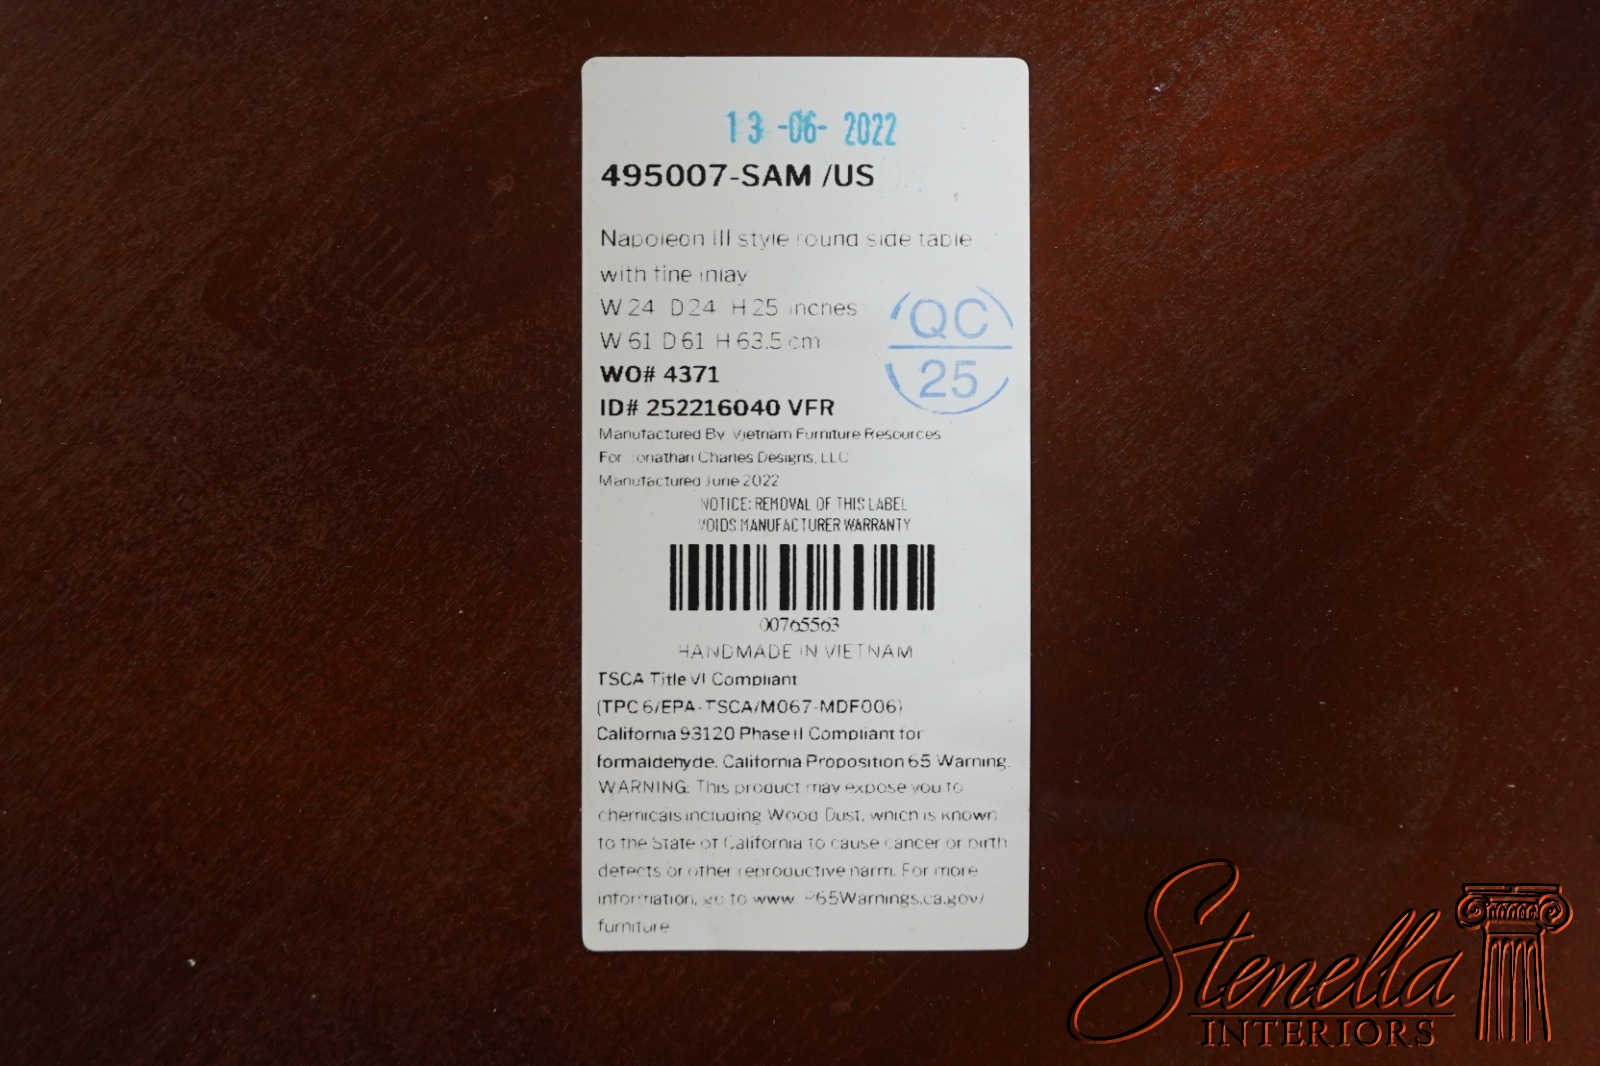 13 -06- 2022
495007-SAM /US
Napoleon III style round side table
with fine inlay
W 24 D 24 H 25 inches
W 61 D 61 H 63.5 cm
QC
25
WO# 4371
ID# 252216040 VFR
Manufactured By Vietnam Furniture Resources
For Jonathan Charles Designs, LLC
Manufactured June 2022
NOTICE: REMOVAL OF THIS LABEL
VOIDS MANUFACTURER WARRANTY
00765563
HANDMADE IN VIETNAM
TSCA Title VI Compliant
(TPC 6/EPA-TSCA/M067-MDF006)
California 93120 Phase II Compliant for
formaldehyde. California Proposition 65 Warning.
WARNING: This product may expose you to
chemicals including Wood Dust, which is known
to the State of California to cause cancer or birth
defects or other reproductive harm. For more
information, go to www. P65Warnings.ca.gov/
furniture
Stenella
INTERIORS